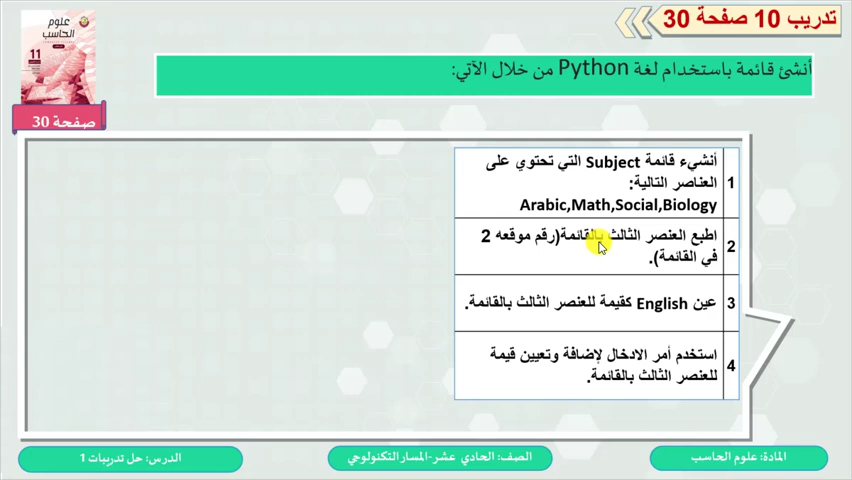 تدريب 10 صفحة 30
علوم
الحاسب
11
صفحة 30
أنشئ قائمة باستخدام لغة Python من خلال الآتي:
1 أنشيء قائمة Subject التي تحتوي على
العناصر التالية:
Arabic,Math,Social,Biology
2 اطبع العنصر الثالث بالقائمة(رقم موقعه 2
في القائمة).
3 عين English كقيمة للعنصر الثالث بالقائمة.
4 استخدم أمر الادخال لإضافة وتعيين قيمة
للعنصر الثالث بالقائمة.
المادة: علوم الحاسب
الصف: الحادي عشر-المسار التكنولوجي
الدرس: حل تدريبات 1